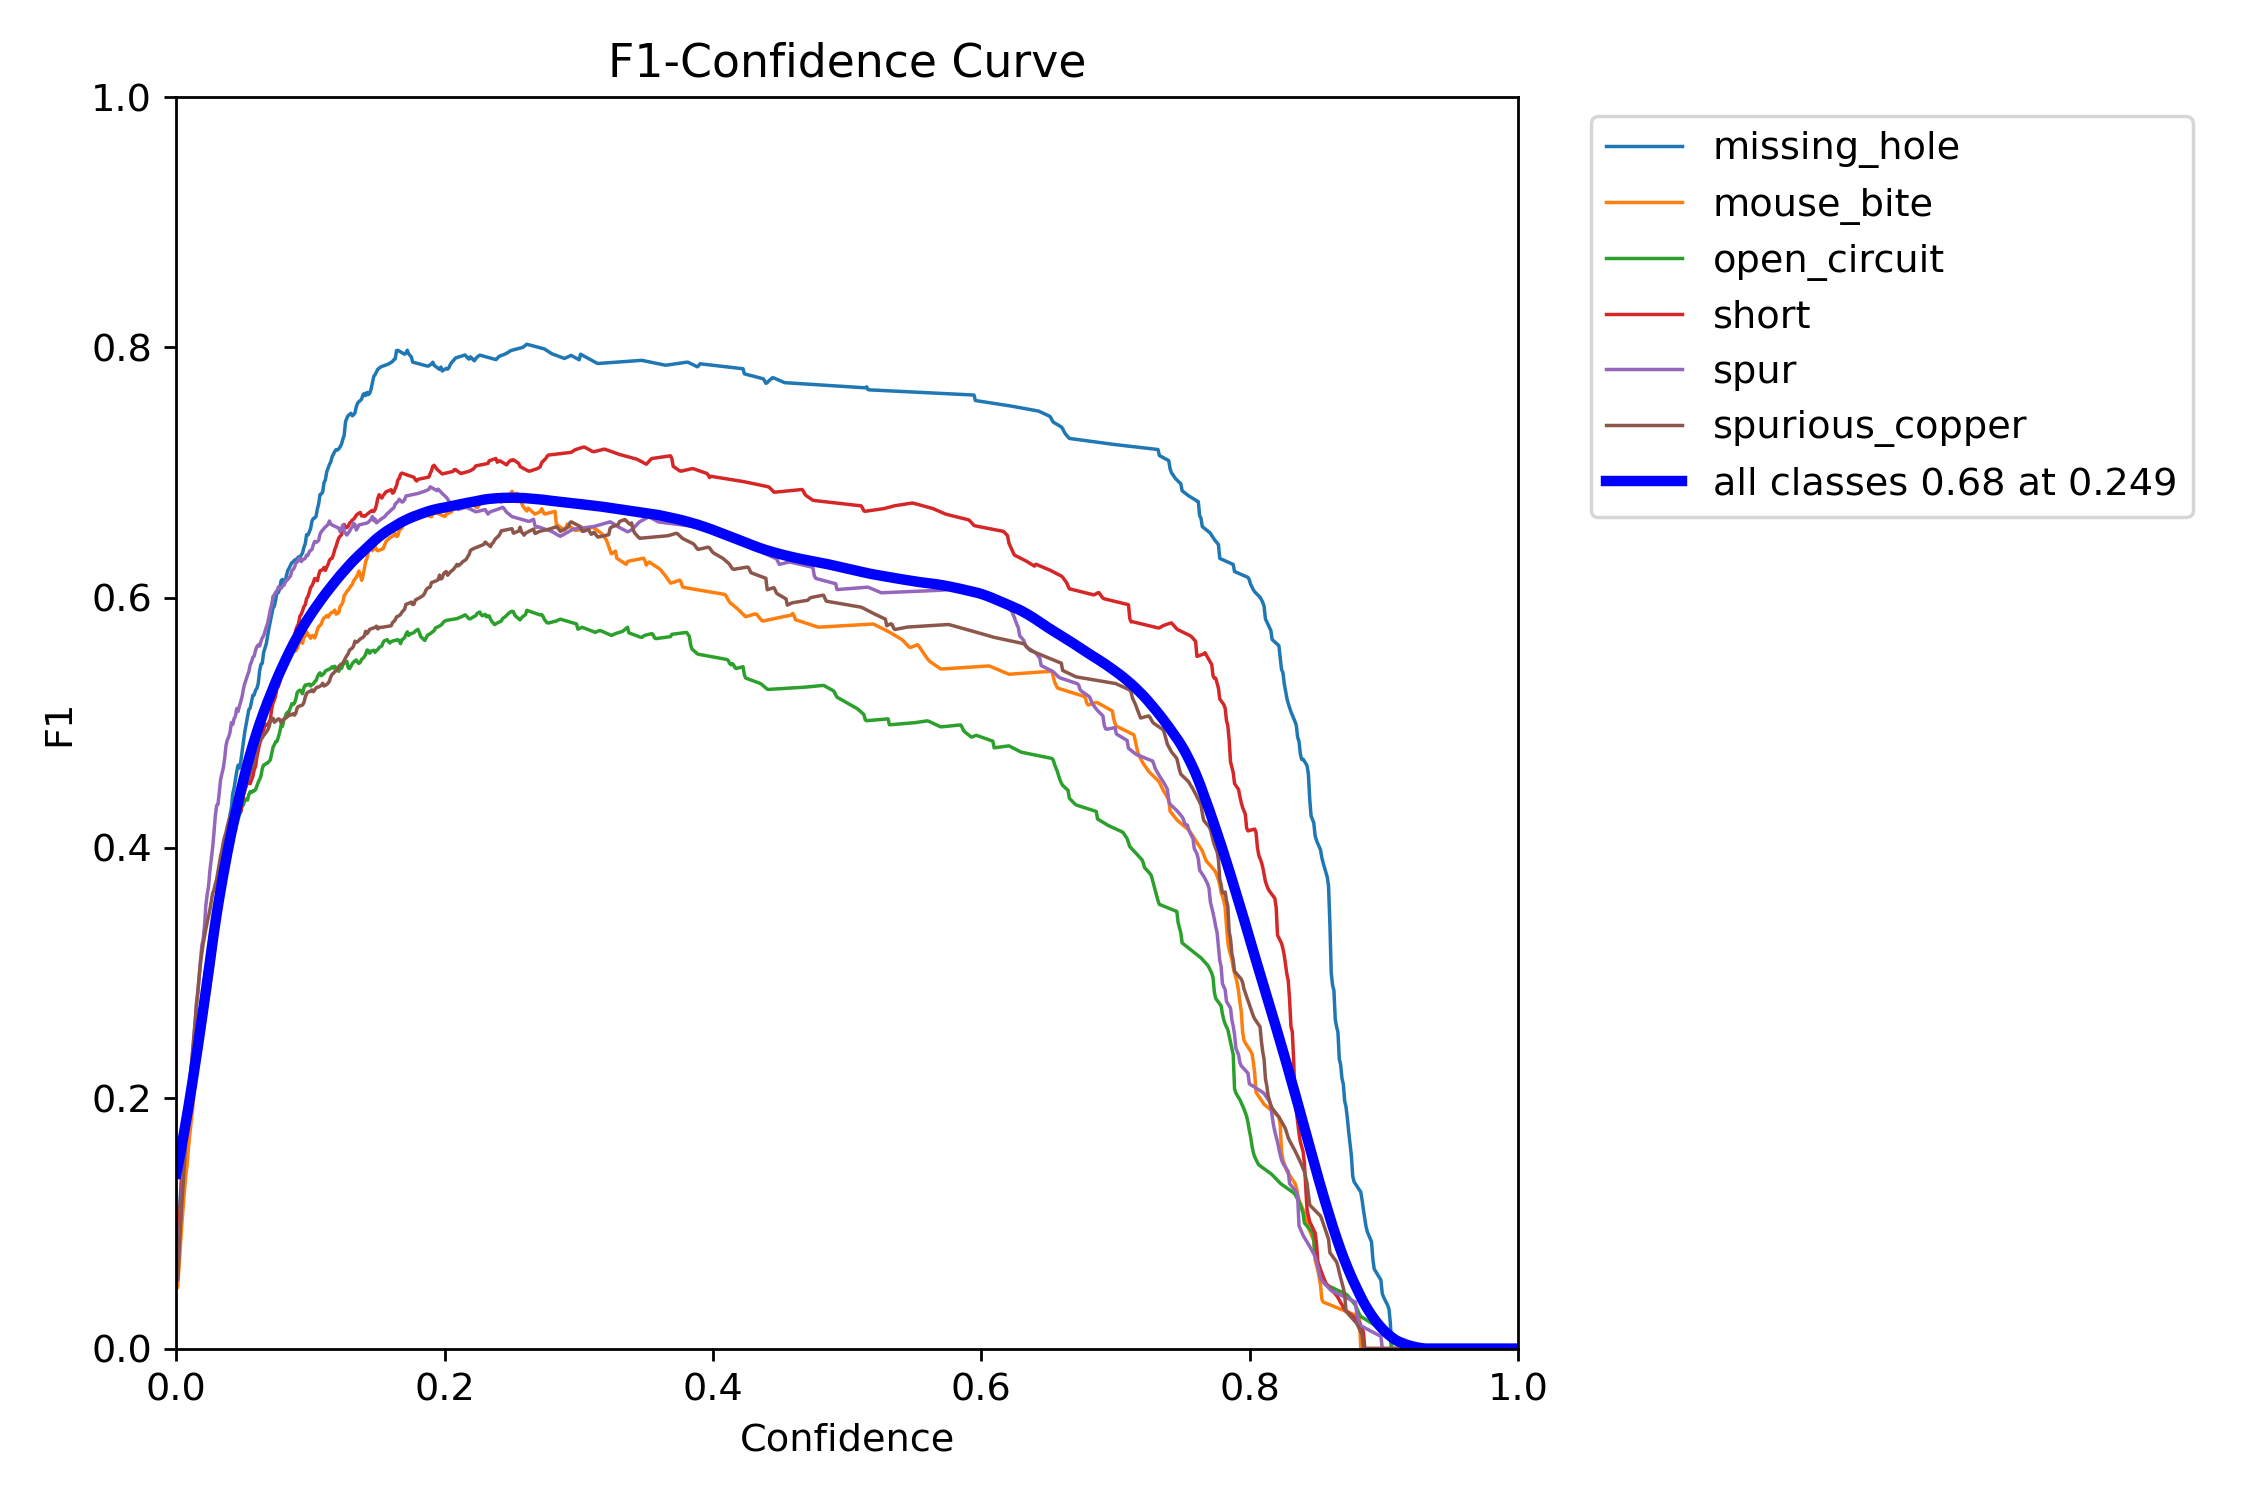 F1-Confidence Curve
1.0
0.8
0.6
0.4
0.2
0.0
F1
0.0 0.2 0.4 0.6 0.8 1.0
Confidence
missing_hole
mouse_bite
open_circuit
short
spur
spurious_copper
all classes 0.68 at 0.249